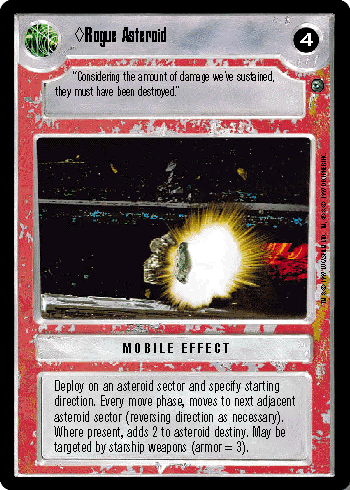 ◊Rogue Asteroid
4
"Considering the amount of damage we've sustained,
they must have been destroyed."
MOBILE EFFECT
Deploy on an asteroid sector and specify starting
direction. Every move phase, moves to next adjacent
asteroid sector (reversing direction as necessary).
Where present, adds 2 to asteroid destiny. May be
targeted by starship weapons (armor = 3).